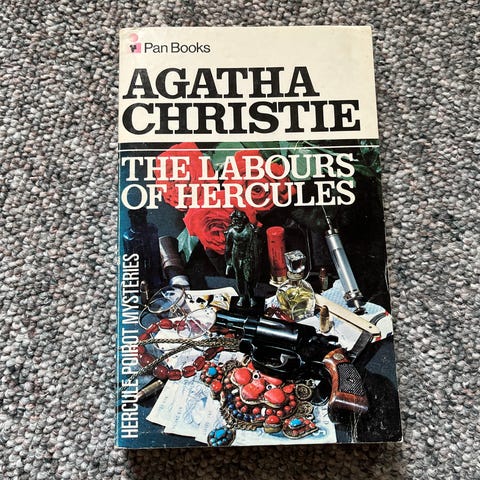 Pan Books
AGATHA
CHRISTIE
THE LABOURS
OF HERCULES
HERCULE POIROT MYSTERIES